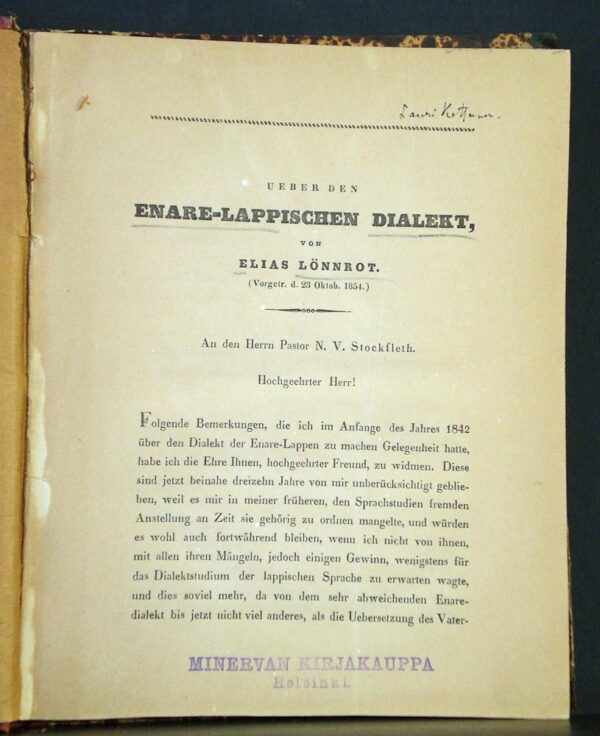 Lauri Kettunen.
UEBER DEN
ENARE-LAPPISCHEN DIALEKT,
VON
ELIAS LÖNNROT.
(Vorgetr. d. 23 Oktob. 1854.)
An den Herrn Pastor N. V. Stockfleth.
Hochgeehrter Herr!
Folgende Bemerkungen, die ich im Anfange des Jahres 1842
über den Dialekt der Enare-Lappen zu machen Gelegenheit hatte,
habe ich die Ehre Ihnen, hochgeehrter Freund, zu widmen. Diese
sind jetzt beinahe dreizehn Jahre von mir unberücksichtigt geblie-
ben, weil es mir in meiner früheren, den Sprachstudien fremden
Anstellung an Zeit sie gehörig zu ordnen mangelte, und würden
es wohl auch fortwährend bleiben, wenn ich nicht von ihnen,
mit allen ihren Mängeln, jedoch einigen Gewinn, wenigstens für
das Dialektstudium der lappischen Sprache zu erwarten wagte,
und dies soviel mehr, da von dem sehr abweichenden Enare-
dialekt bis jetzt nicht viel anderes, als die Uebersetzung des Vater-
MINERVAN KIRJAKAUPPA
Helsinki.